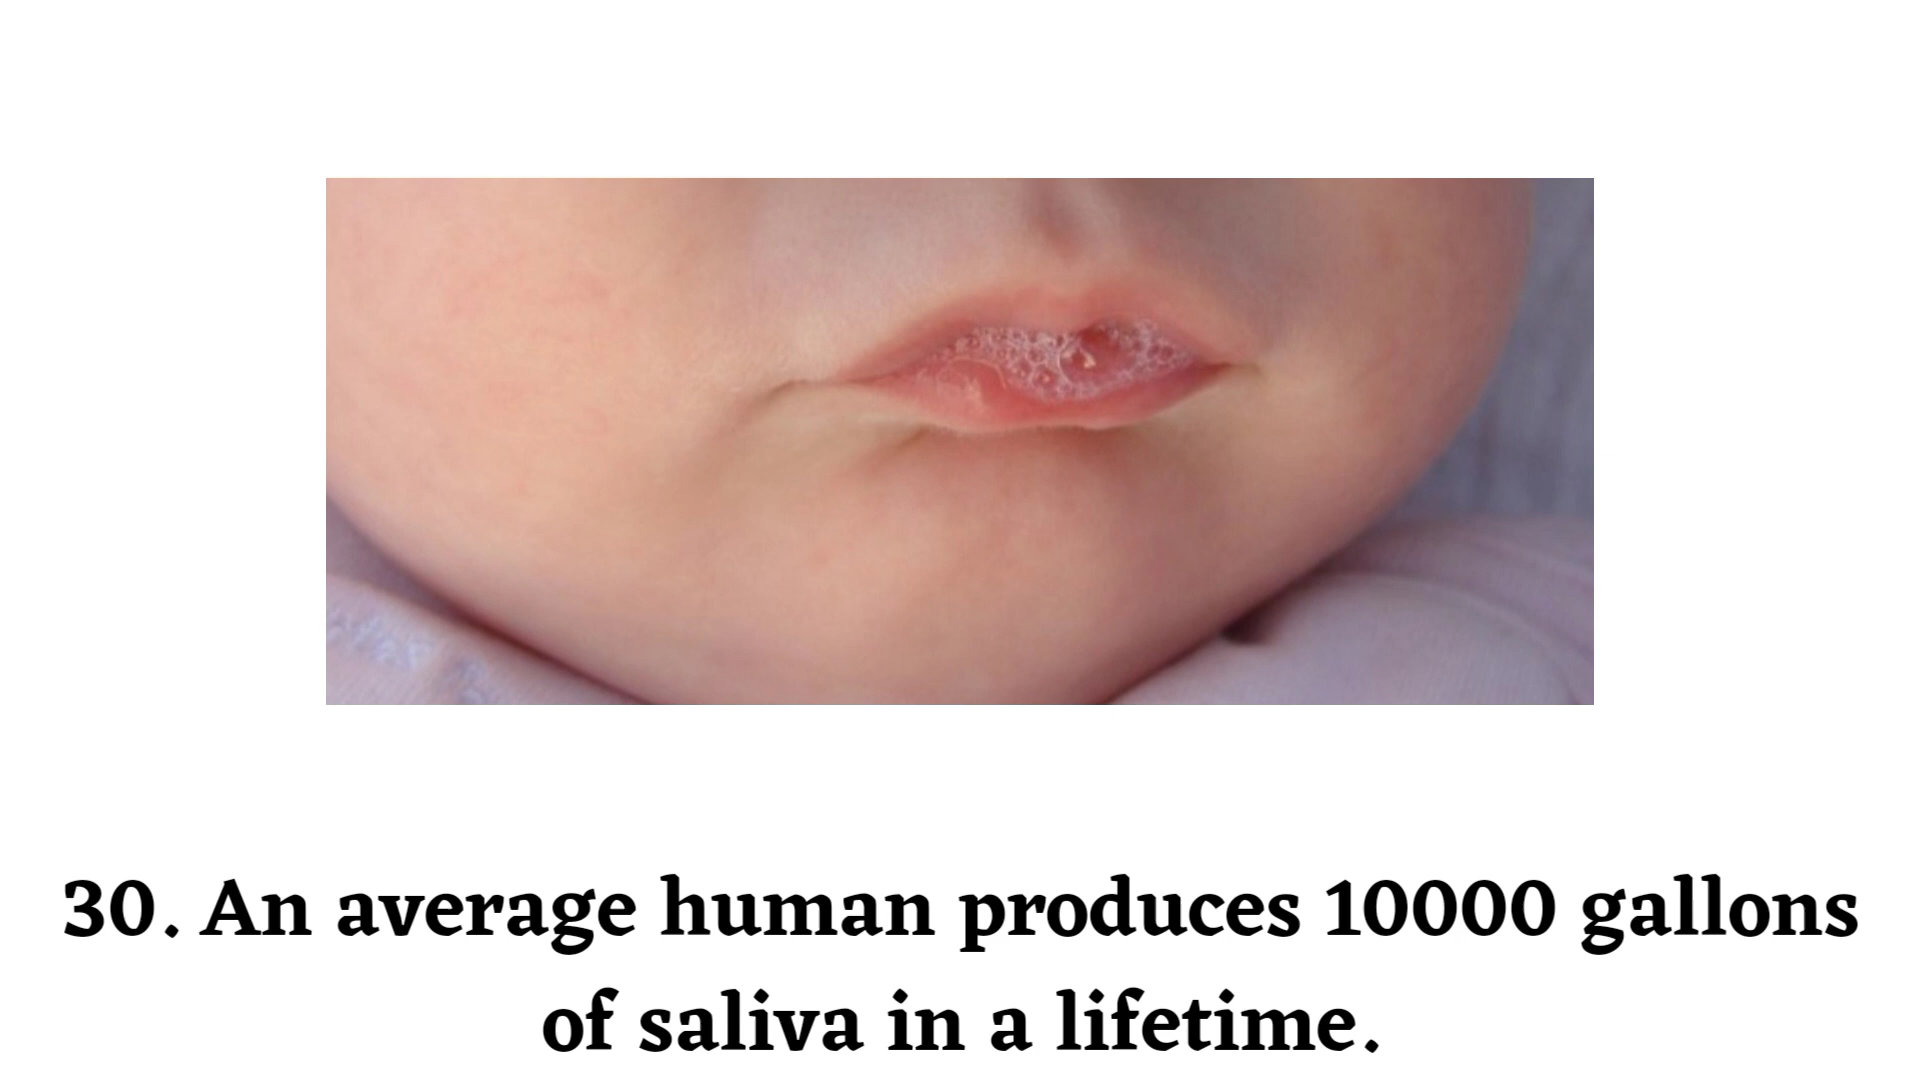 30. An average human produces 10000 gallons
of saliva in a lifetime.